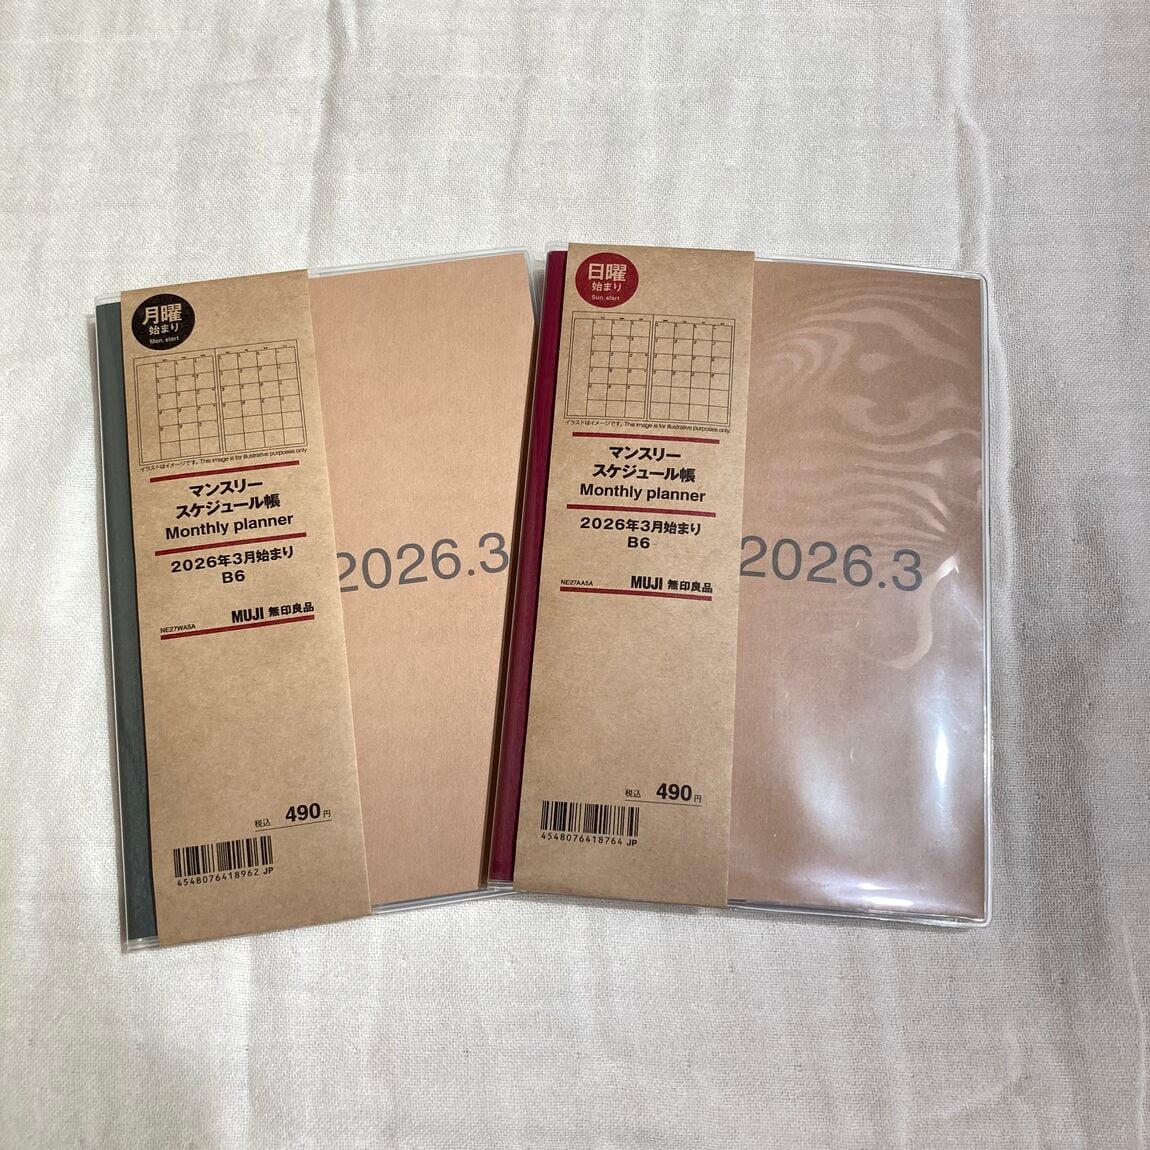 月曜
始まり
Mon. start
イラストはイメージです。This image is for illustrative purposes only
マンスリー
スケジュール帳
Monthly planner
2026年3月始まり
B6
MUJI 無印良品
NE27WA5A
税込 490円
4548076418962 JP
2026.3
日曜
始まり
Sun. start
イラストはイメージです。This image is for illustrative purposes only.
マンスリー
スケジュール帳
Monthly planner
2026年3月始まり
B6
NE27AA5A MUJI 無印良品
税込 490円
4548076418764 JP
2026.3